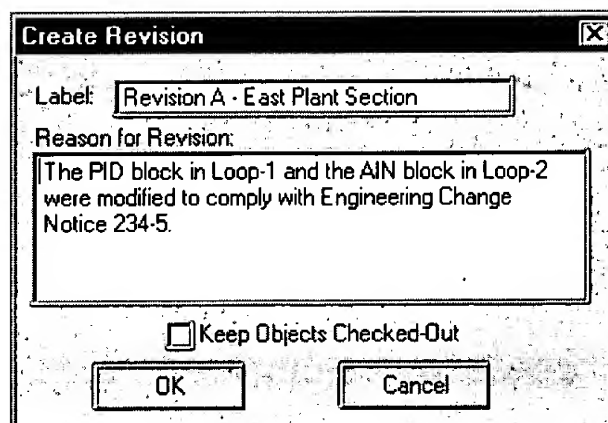 Create Revision
Label: Revision A - East Plant Section
Reason for Revision:
The PID block in Loop-1 and the AIN block in Loop-2
were modified to comply with Engineering Change
Notice 234-5.
Keep Objects Checked-Out
OK Cancel